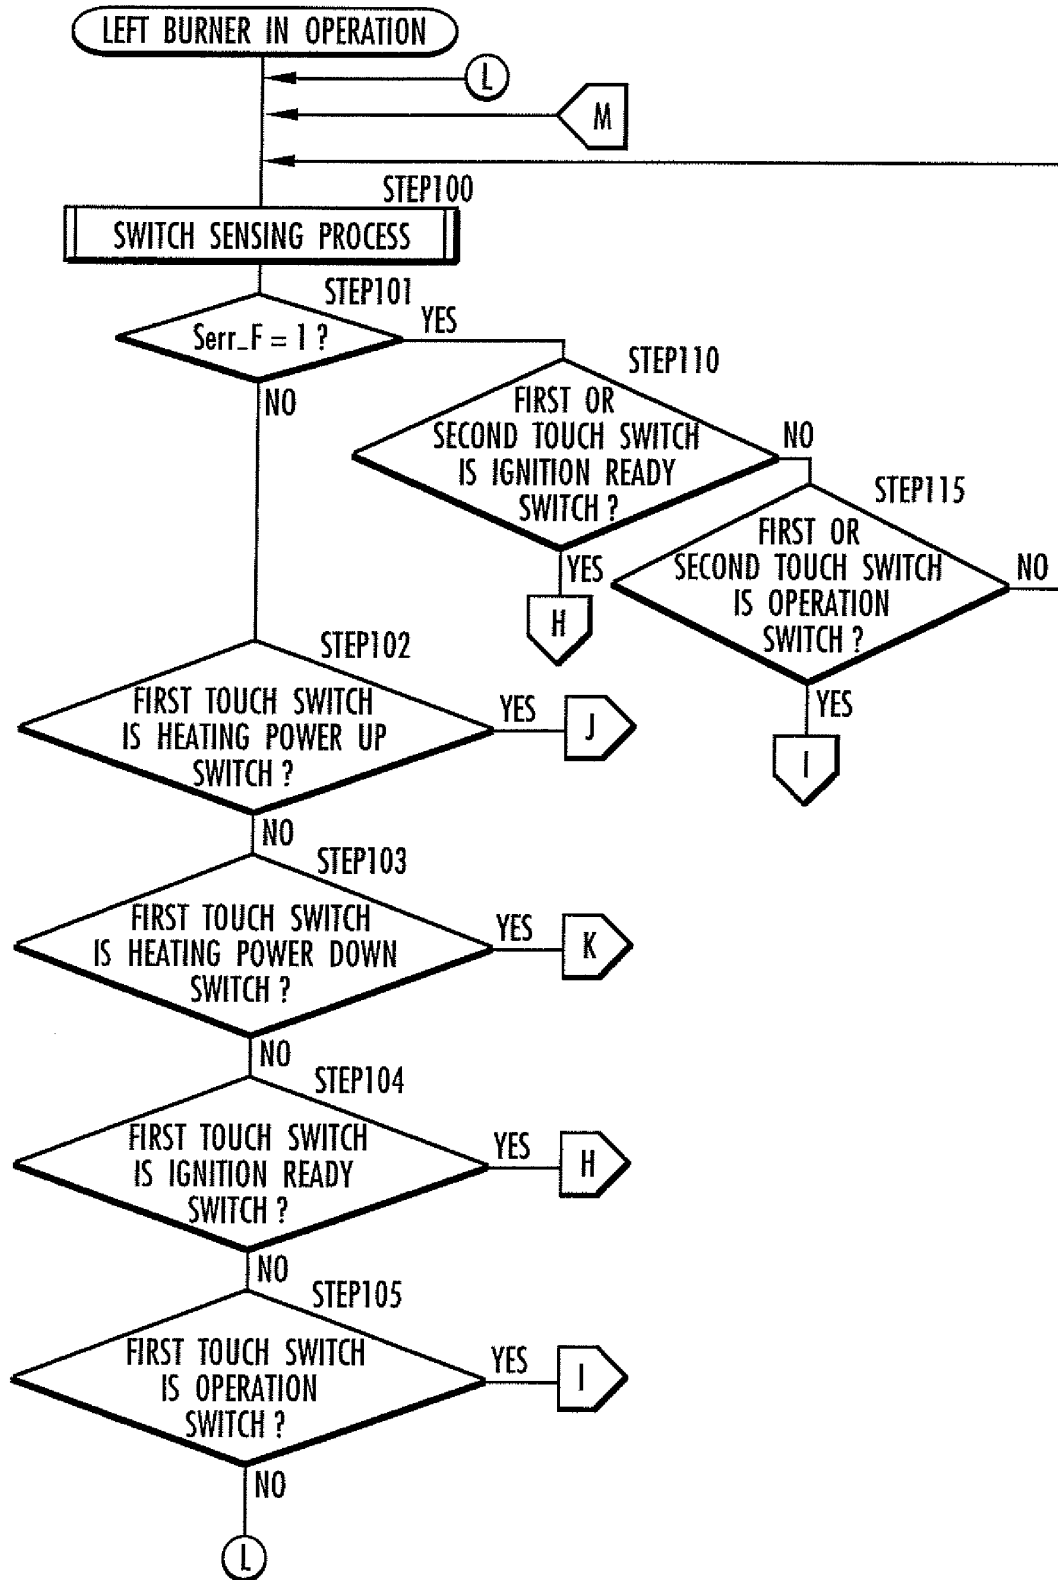 LEFT BURNER IN OPERATION
L
M
STEP100
SWITCH SENSING PROCESS
STEP101
Serr_F = 1 ?
YES
NO
STEP110
FIRST OR
SECOND TOUCH SWITCH
IS IGNITION READY
SWITCH ?
NO
YES
H
STEP115
FIRST OR
SECOND TOUCH SWITCH
IS OPERATION
SWITCH ?
NO
YES
I
STEP102
FIRST TOUCH SWITCH
IS HEATING POWER UP
SWITCH ?
YES
J
NO
STEP103
FIRST TOUCH SWITCH
IS HEATING POWER DOWN
SWITCH ?
YES
K
NO
STEP104
FIRST TOUCH SWITCH
IS IGNITION READY
SWITCH ?
YES
H
NO
STEP105
FIRST TOUCH SWITCH
IS OPERATION
SWITCH ?
YES
I
NO
L